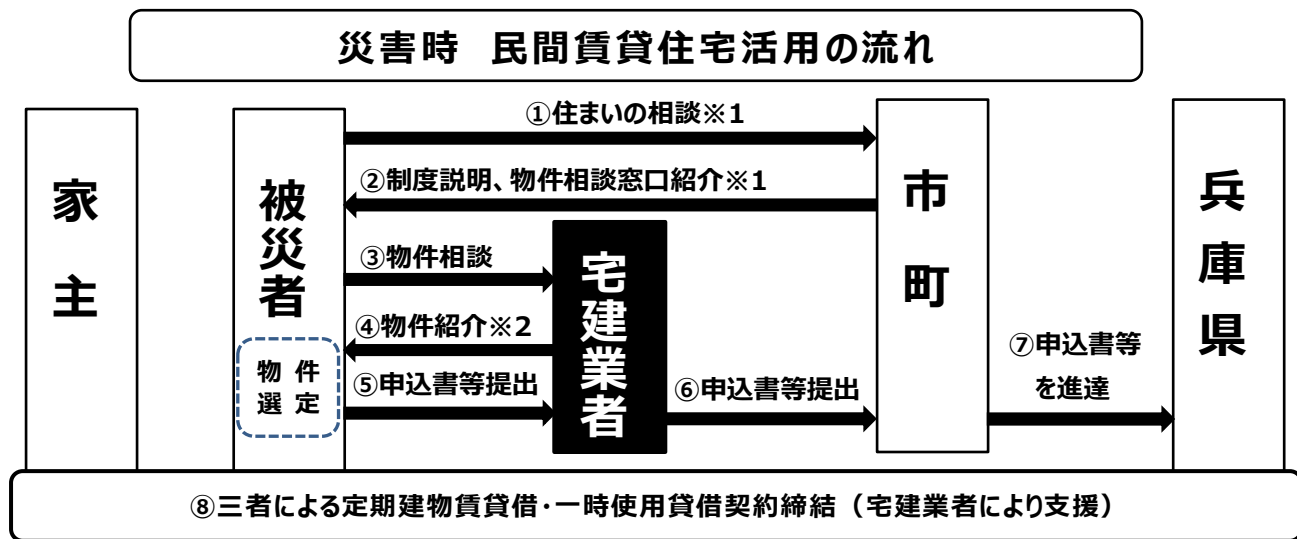 災害時 民間賃貸住宅活用の流れ
家主
被災者
物件
選定
①住まいの相談※1
②制度説明、物件相談窓口紹介※1
③物件相談
④物件紹介※2
⑤申込書等提出
宅建業者
⑥申込書等提出
市町
⑦申込書等
を進達
兵庫県
⑧三者による定期建物賃貸借・一時使用賃借契約締結（宅建業者により支援）